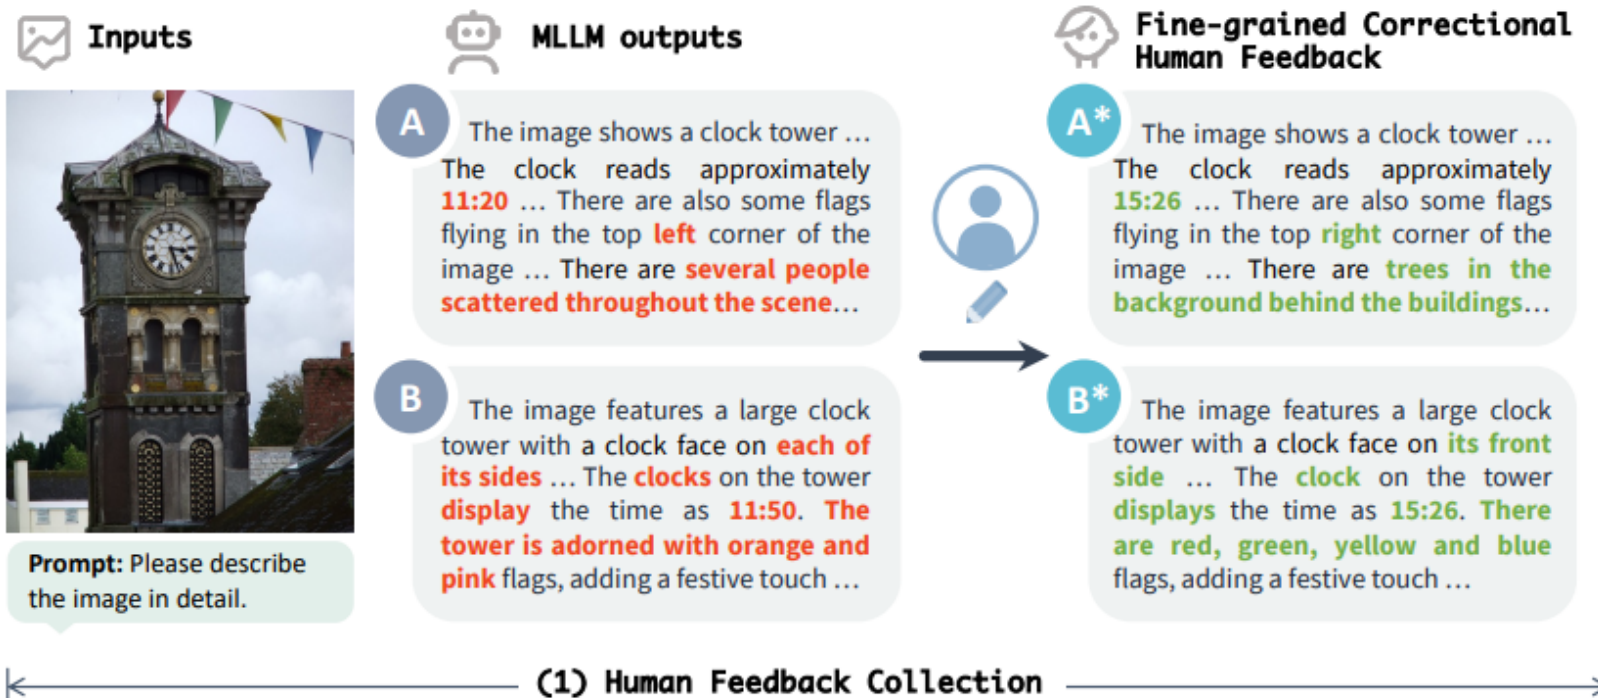 Inputs
MLLM outputs
Fine-grained Correctional
Human Feedback
A
The image shows a clock tower ...
The clock reads approximately
11:20 ... There are also some flags
flying in the top left corner of the
image ... There are several people
scattered throughout the scene...
A*
The image shows a clock tower ...
The clock reads approximately
15:26 ... There are also some flags
flying in the top right corner of the
image ... There are trees in the
background behind the buildings...
B
The image features a large clock
tower with a clock face on each of
its sides ... The clocks on the tower
display the time as 11:50. The
tower is adorned with orange and
pink flags, adding a festive touch ...
B*
The image features a large clock
tower with a clock face on its front
side ... The clock on the tower
displays the time as 15:26. There
are red, green, yellow and blue
flags, adding a festive touch ...
Prompt: Please describe
the image in detail.
(1) Human Feedback Collection